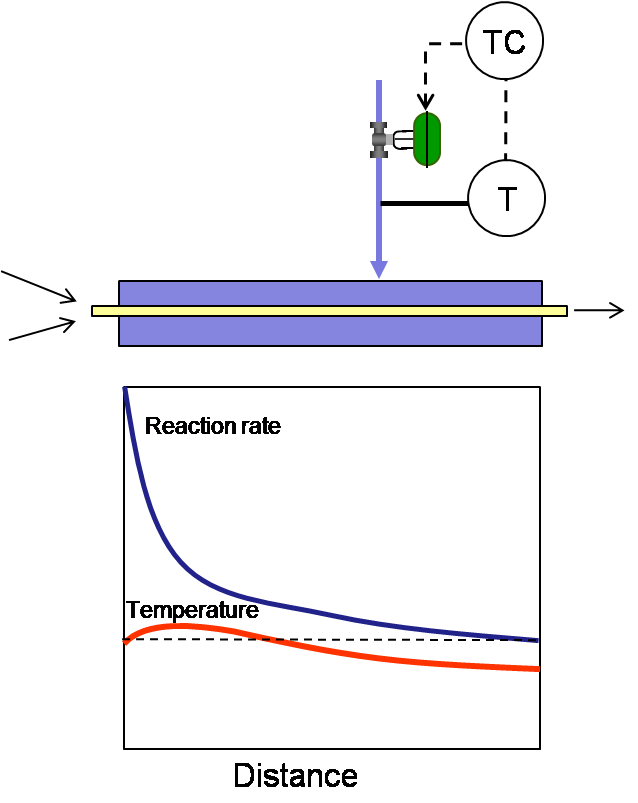 TC
T
Reaction rate
Temperature
Distance